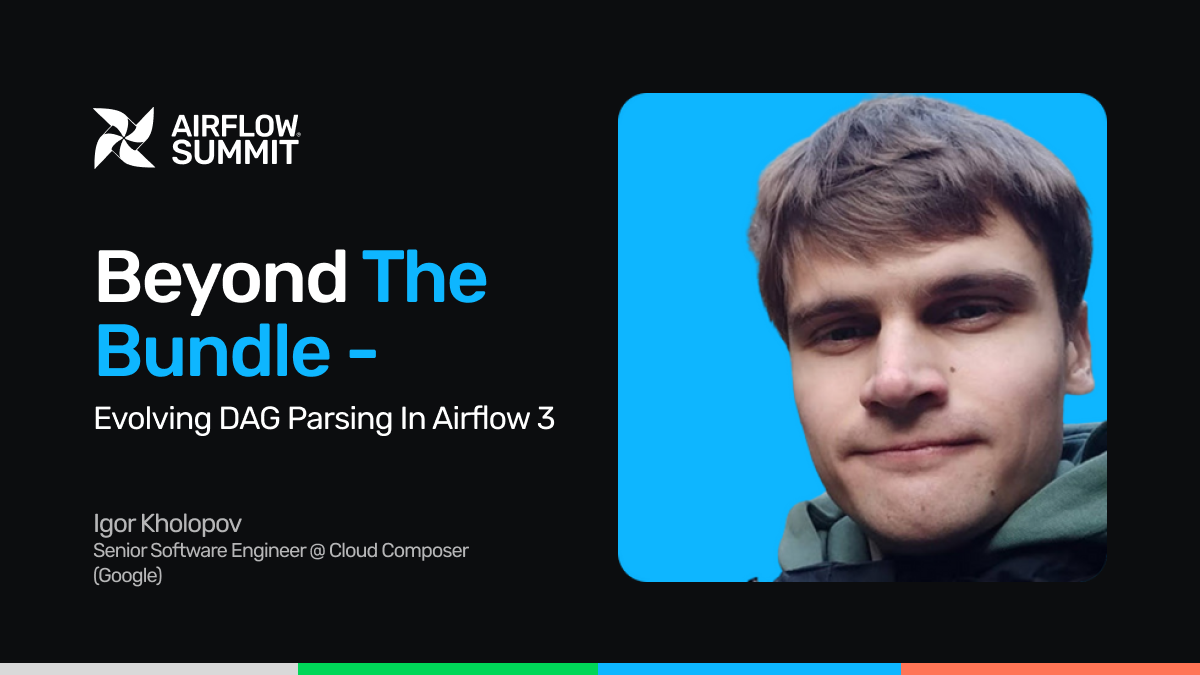 AIRFLOW
SUMMIT
Beyond The
Bundle -
Evolving DAG Parsing In Airflow 3
Igor Kholopov
Senior Software Engineer @ Cloud Composer
(Google)